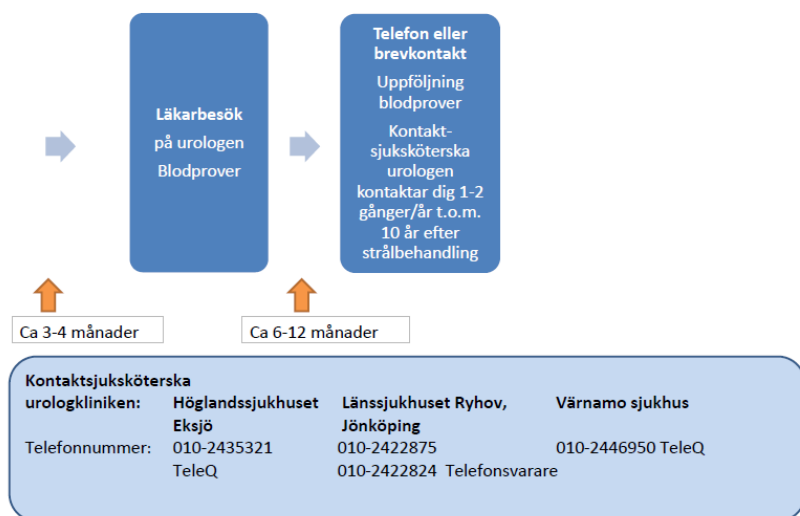 Läkarbesök
på urologen
Blodprover
Telefon eller
brevkontakt
Uppföljning
blodprover
Kontakt-
sjuksköterska
urologen
kontaktar dig 1-2
gånger/år t.o.m.
10 år efter
strålbehandling
Ca 3-4 månader
Ca 6-12 månader
Kontaktsjuksköterska
urologkliniken: Höglandssjukhuset Länssjukhuset Ryhov, Värnamo sjukhus
Eksjö Jönköping
Telefonnummer: 010-2435321 010-2422875 010-2446950 TeleQ
TeleQ 010-2422824 Telefonsvarare